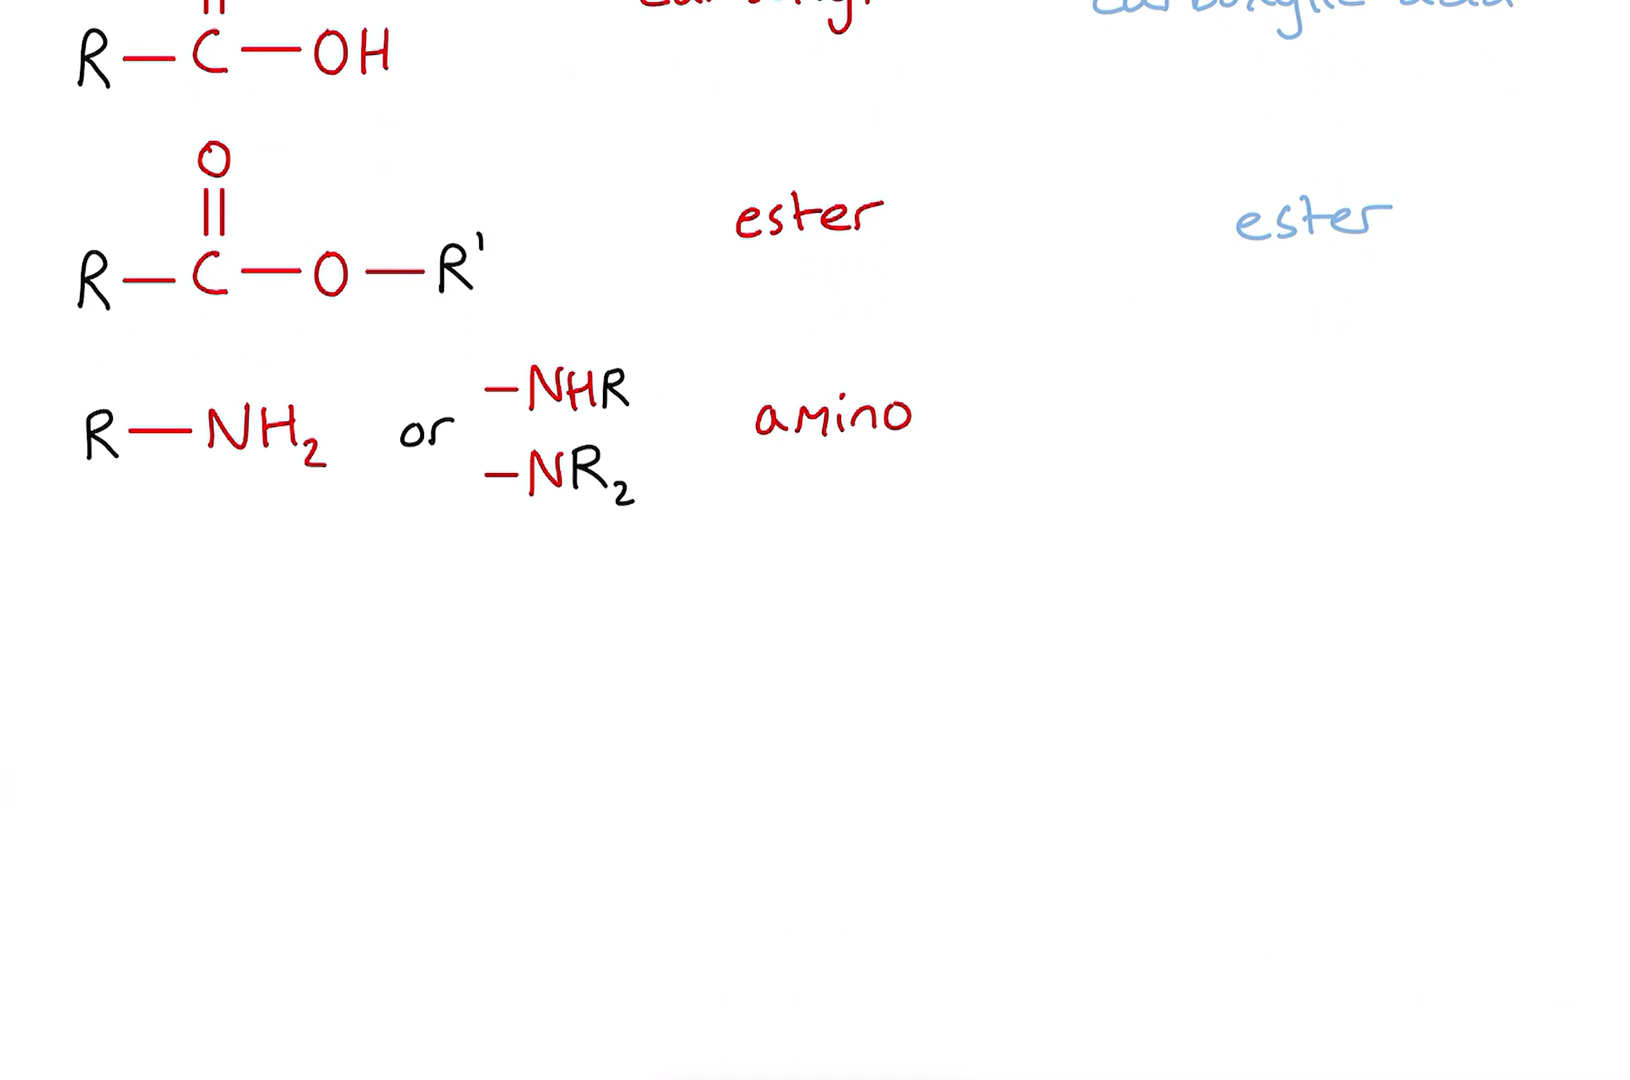 R—C—OH
O
||
R—C—O—R' ester ester
R—NH₂ or —NHR amino
—NR₂